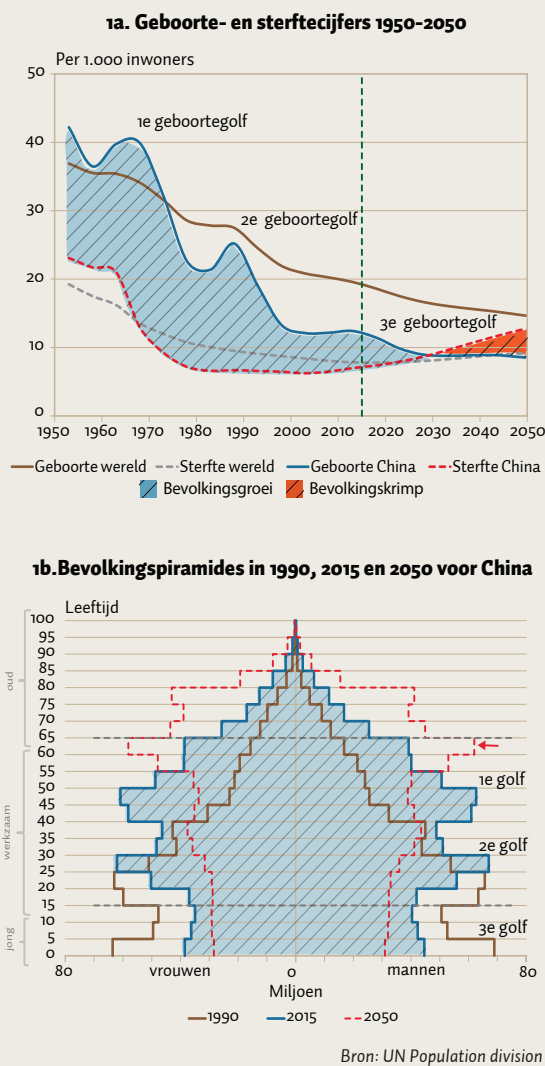 1a. Geboorte- en sterftecijfers 1950-2050
Per 1.000 inwoners
50
40
30
20
10
0
1e geboortegolf
2e geboortegolf
3e geboortegolf
1950 1960 1970 1980 1990 2000 2010 2020 2030 2040 2050
Geboorte wereld Sterfte wereld Geboorte China Sterfte China
Bevolkingsgroei Bevolkingskrimp
1b.Bevolkingspiramides in 1990, 2015 en 2050 voor China
Leeftijd
100
95
90
85
80
75
70
65
60
55
50
45
40
35
30
25
20
15
10
5
0
oud
werkzaam
jong
1e golf
2e golf
3e golf
80 vrouwen 0 mannen 80
Miljoen
1990 2015 2050
Bron: UN Population division